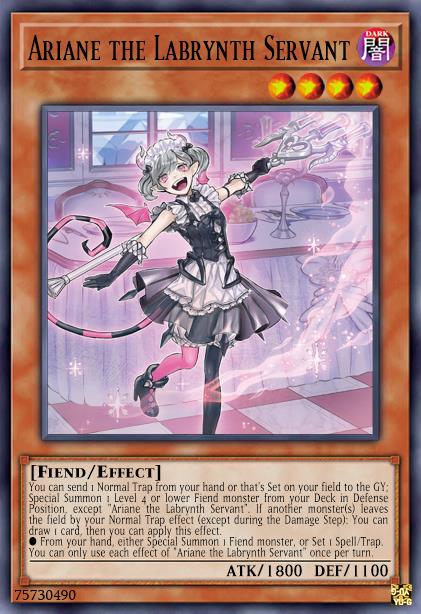 ARIANE THE LABRYNTH SERVANT
DARK
闇
[FIEND/EFFECT]
You can send 1 Normal Trap from your hand or that's Set on your field to the GY;
Special Summon 1 Level 4 or lower Fiend monster from your Deck in Defense
Position, except "Ariane the Labrynth Servant". If another monster(s) leaves
the field by your Normal Trap effect (except during the Damage Step): You can
draw 1 card, then you can apply this effect.
● From your hand, either Special Summon 1 Fiend monster, or Set 1 Spell/Trap.
You can only use each effect of "Ariane the Labrynth Servant" once per turn.
ATK/1800 DEF/1100
75730490